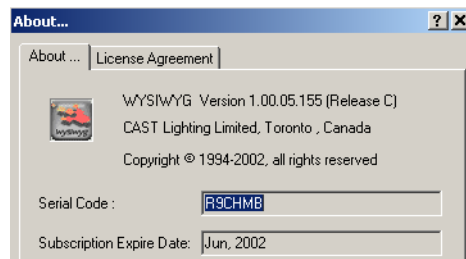 About...
About ... License Agreement
WYSIWYG Version 1.00.05.155 (Release C)
wysiwyg
CAST Lighting Limited, Toronto , Canada
Copyright © 1994-2002, all rights reserved
Serial Code : R9CHMB
Subscription Expire Date: Jun, 2002